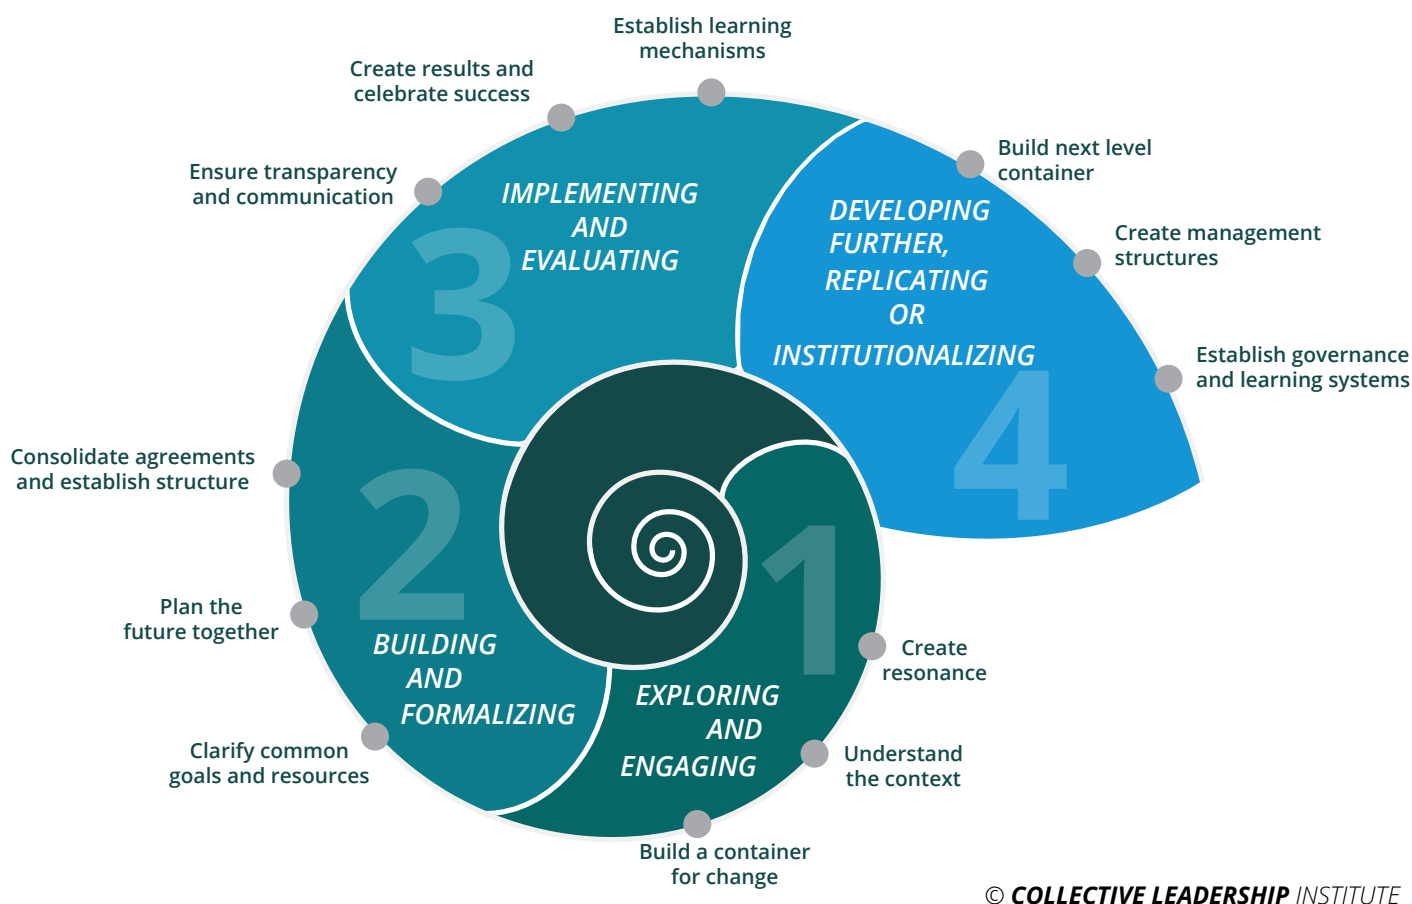 Establish learning
mechanisms
Create results and
celebrate success
Ensure transparency
and communication
Build next level
container
Create management
structures
Establish governance
and learning systems
IMPLEMENTING
AND
EVALUATING
3
DEVELOPING
FURTHER,
REPLICATING
OR
INSTITUTIONALIZING
4
Consolidate agreements
and establish structure
Plan the
future together
Clarify common
goals and resources
2
BUILDING
AND
FORMALIZING
1
EXPLORING
AND
ENGAGING
Create
resonance
Understand
the context
Build a container
for change
© COLLECTIVE LEADERSHIP INSTITUTE